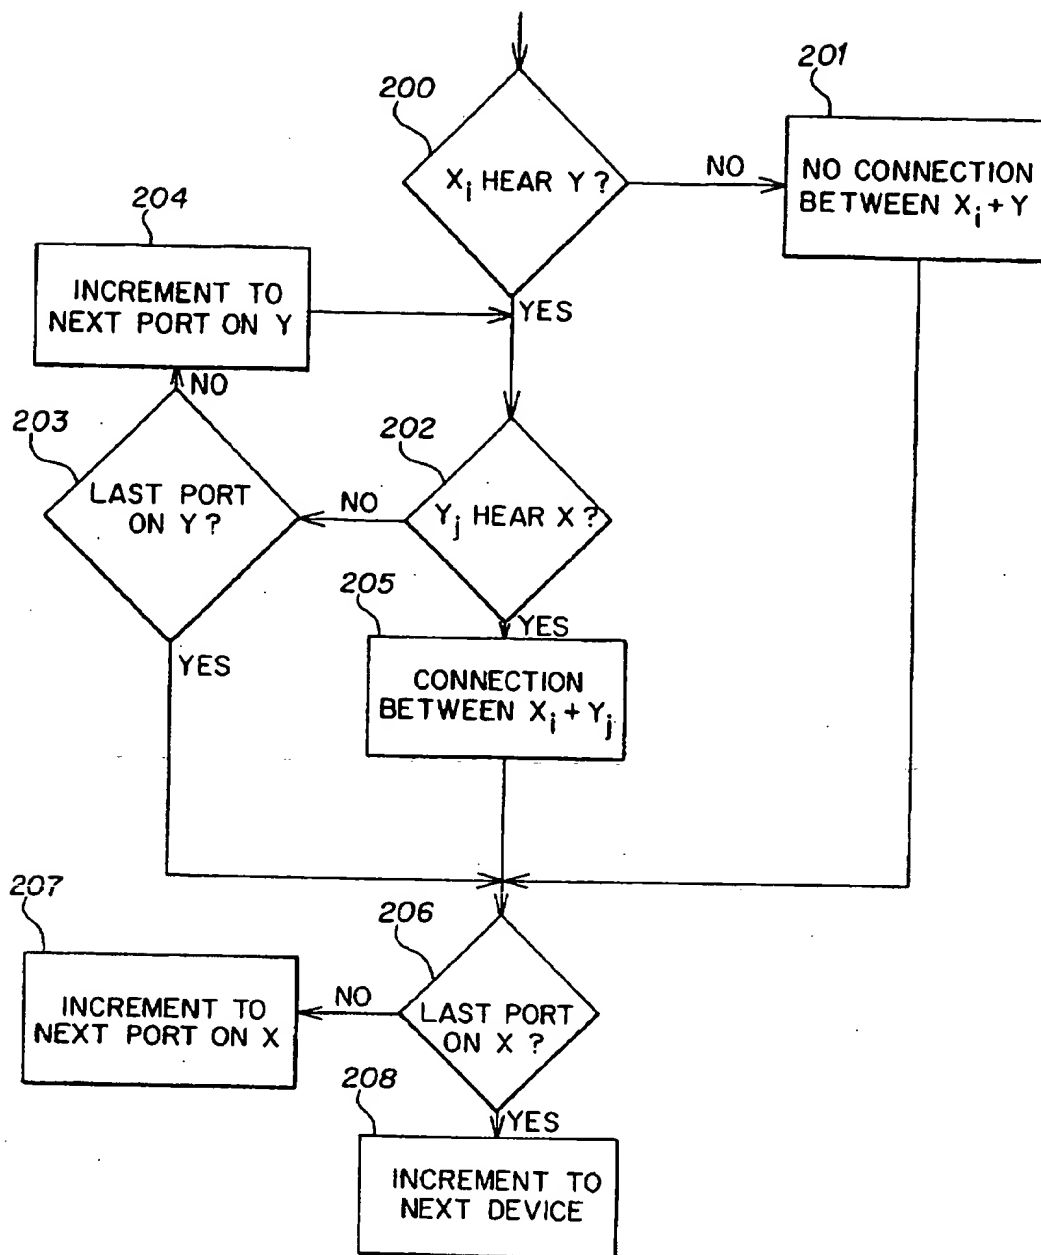 200
X_i HEAR Y ?
NO
201
NO CONNECTION
BETWEEN X_i + Y
YES
204
INCREMENT TO
NEXT PORT ON Y
NO
203
LAST PORT
ON Y ?
NO
202
Y_j HEAR X ?
YES
YES
205
CONNECTION
BETWEEN X_i + Y_j
207
INCREMENT TO
NEXT PORT ON X
NO
206
LAST PORT
ON X ?
YES
208
INCREMENT TO
NEXT DEVICE